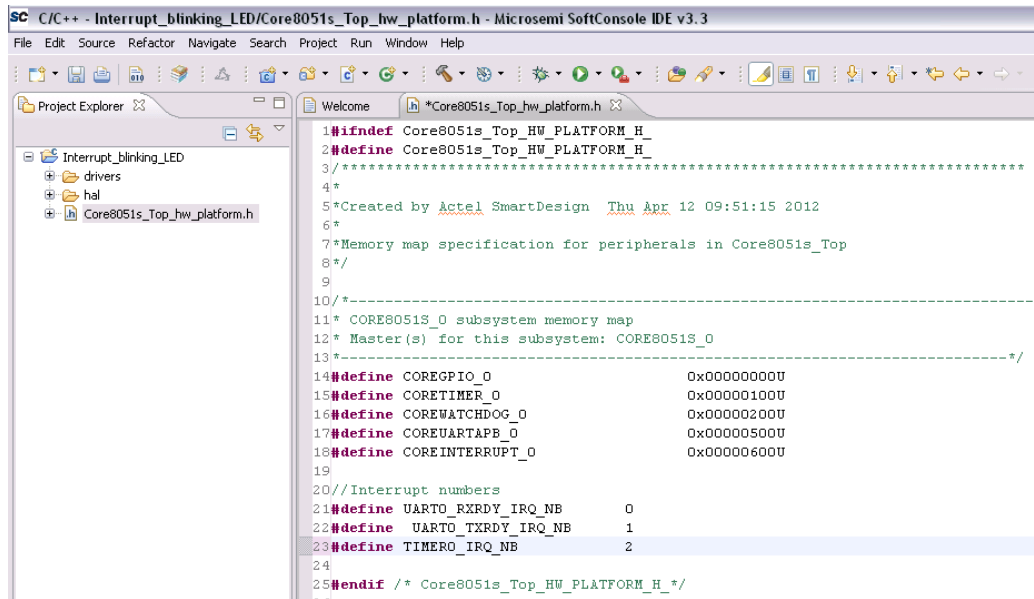 C/C++ - Interrupt_blinking_LED/Core8051s_Top_hw_platform.h - Microsemi SoftConsole IDE v3.3
File Edit Source Refactor Navigate Search Project Run Window Help
Project Explorer
Interrupt_blinking_LED
drivers
hal
Core8051s_Top_hw_platform.h
Welcome *Core8051s_Top_hw_platform.h
1 #ifndef Core8051s_Top_HW_PLATFORM_H_
2 #define Core8051s_Top_HW_PLATFORM_H_
3 /*****************************************************************************
4 *
5 *Created by Actel SmartDesign  Thu Apr 12 09:51:15 2012
6 *
7 *Memory map specification for peripherals in Core8051s_Top
8 */
9
10 /*-----------------------------------------------------------------------------
11 * CORE8051S_0 subsystem memory map
12 * Master(s) for this subsystem: CORE8051S_0
13 *---------------------------------------------------------------------------*/
14 #define COREGPIO_0 0x00000000U
15 #define CORETIMER_0 0x00000100U
16 #define COREWATCHDOG_0 0x00000200U
17 #define COREUARTAPB_0 0x00000500U
18 #define COREINTERRUPT_0 0x00000600U
19
20 //Interrupt numbers
21 #define UART0_RXRDY_IRQ_NB 0
22 #define  UART0_TXRDY_IRQ_NB 1
23 #define TIMER0_IRQ_NB 2
24
25 #endif /* Core8051s_Top_HW_PLATFORM_H_*/